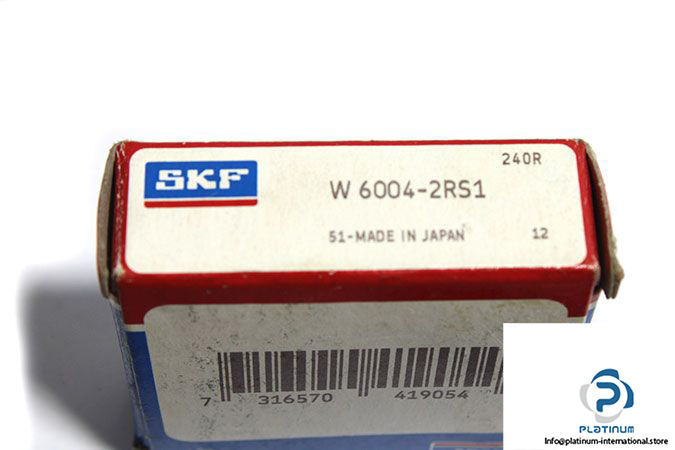 240R
SKF
W 6004-2RS1
51-MADE IN JAPAN 12
7 316570 419054
PLATINUM
Info@platinum-international.store